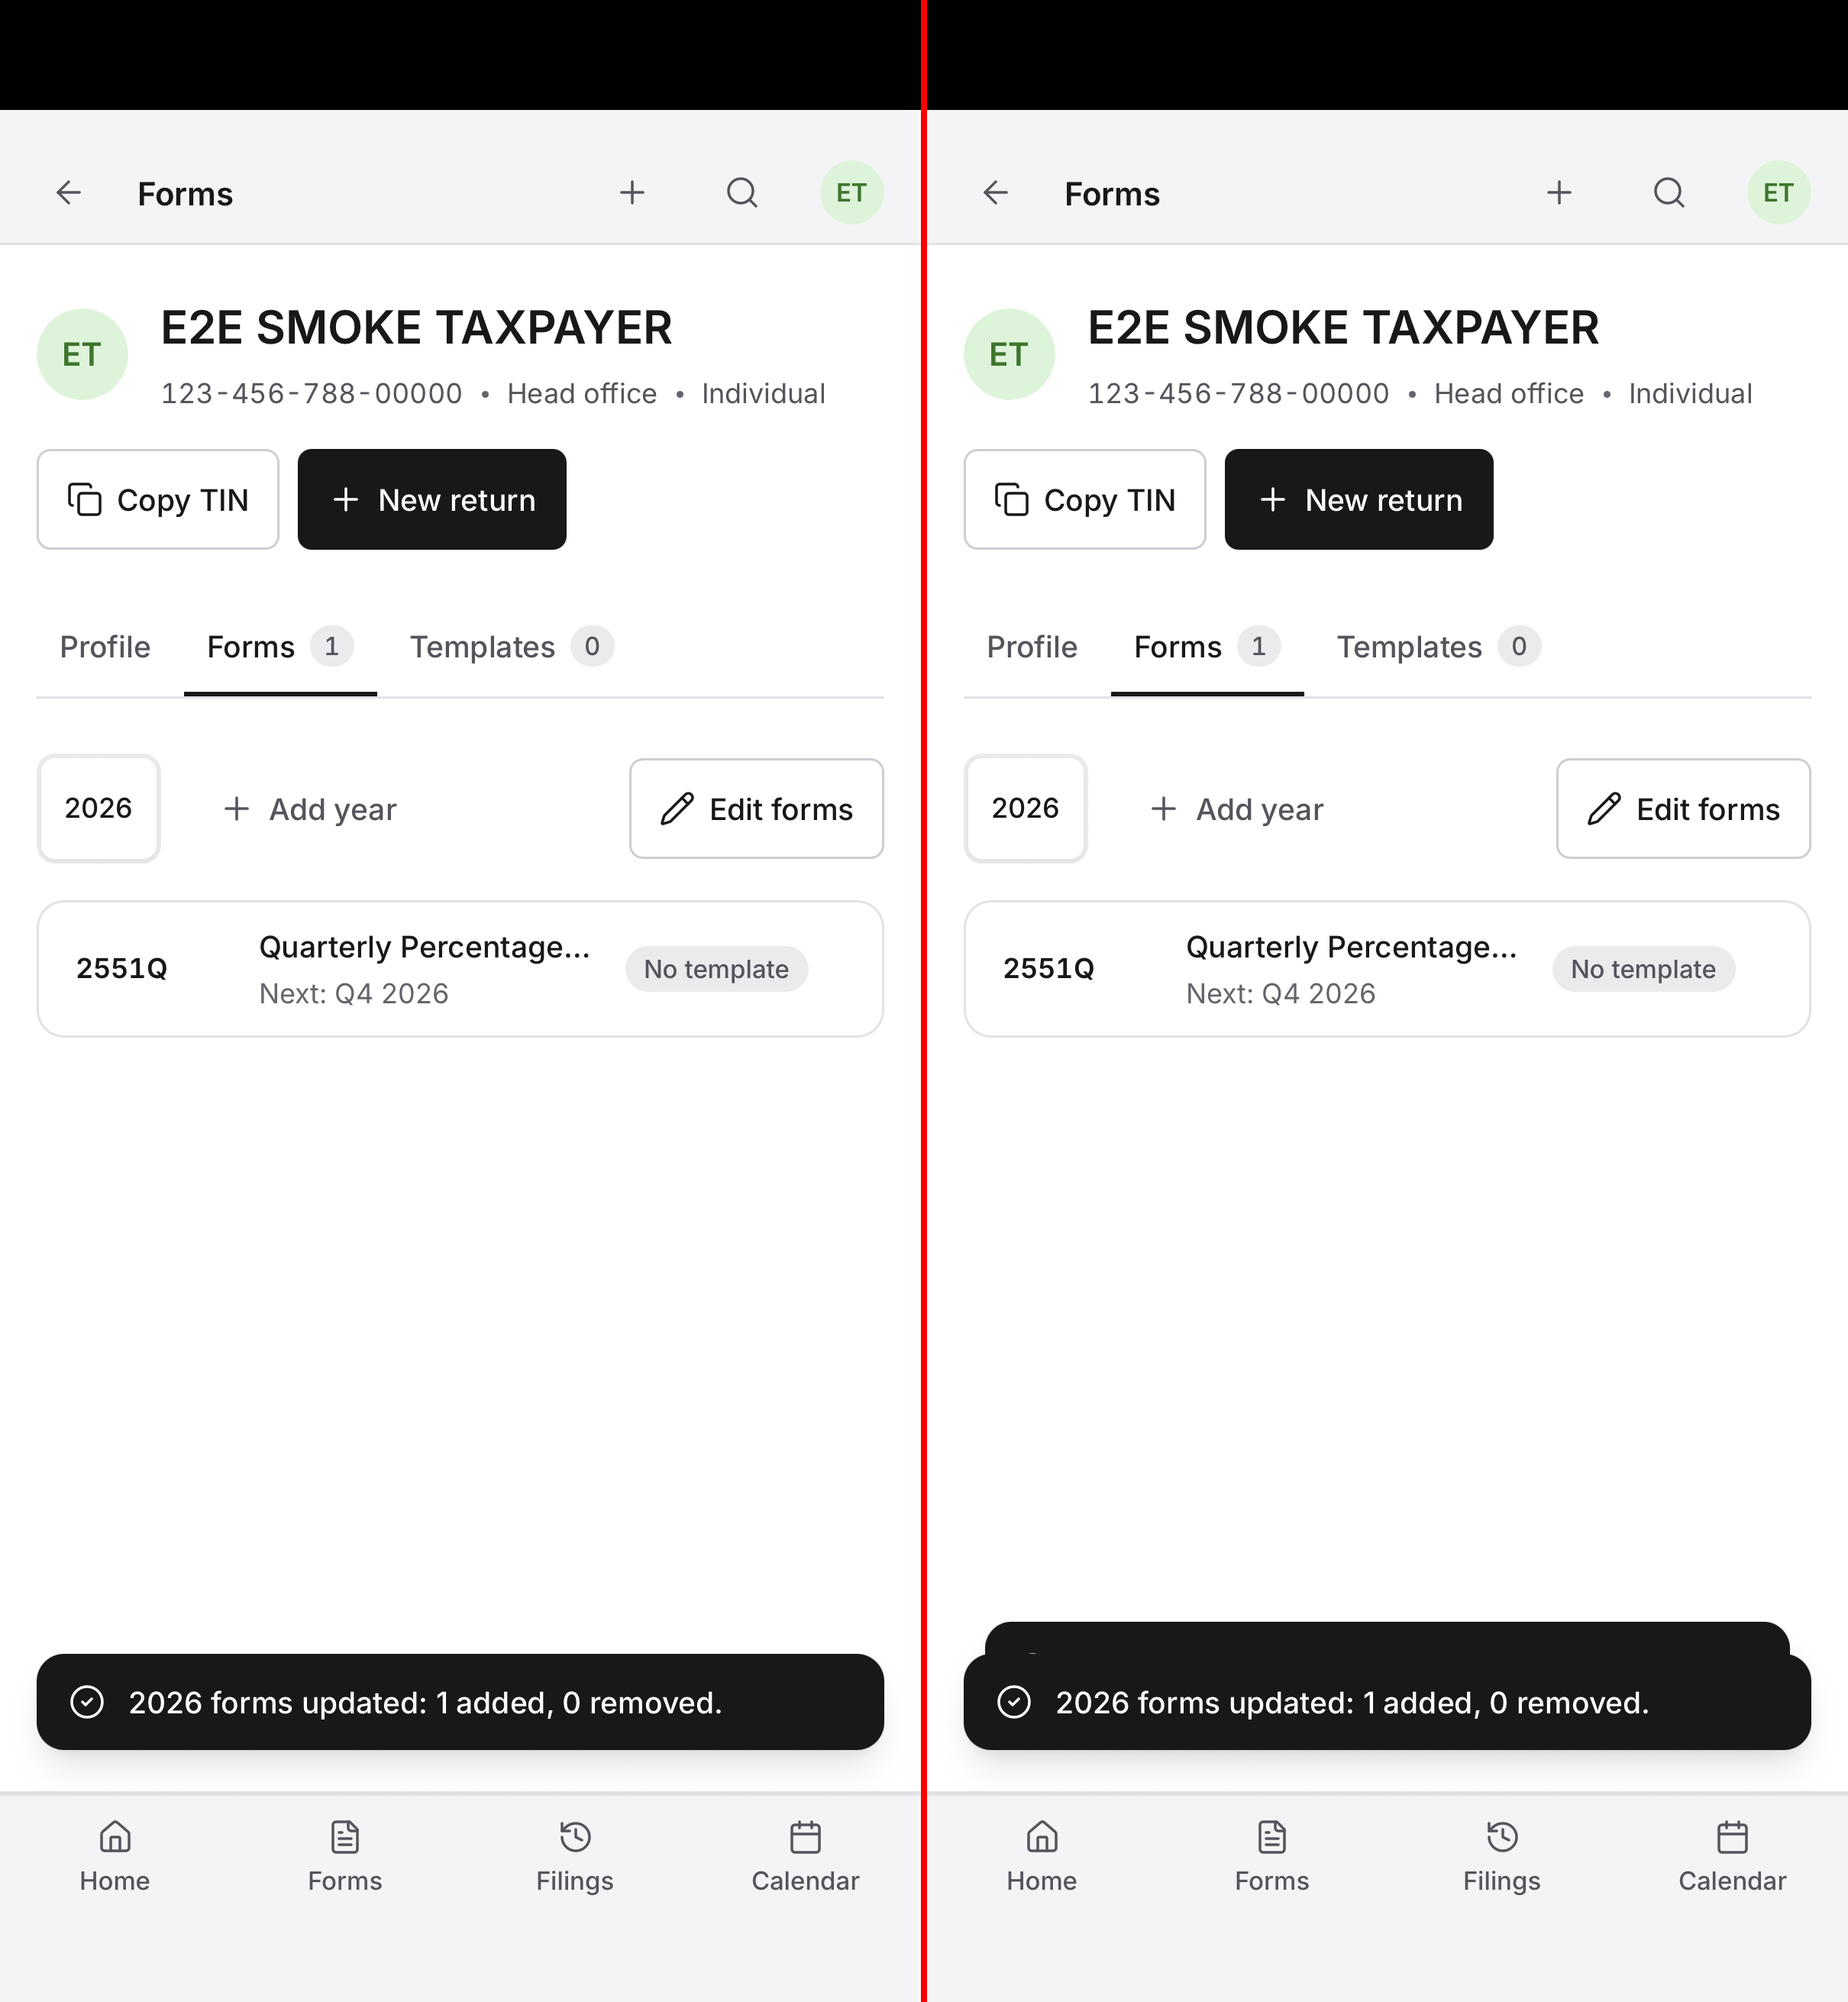 Forms
ET
E2E SMOKE TAXPAYER
ET
123-456-788-00000 • Head office • Individual
Copy TIN
New return
Profile
Forms 1
Templates 0
2026
Add year
Edit forms
2551Q
Quarterly Percentage...
Next: Q4 2026
No template
2026 forms updated: 1 added, 0 removed.
Home
Forms
Filings
Calendar
Forms
ET
E2E SMOKE TAXPAYER
ET
123-456-788-00000 • Head office • Individual
Copy TIN
New return
Profile
Forms 1
Templates 0
2026
Add year
Edit forms
2551Q
Quarterly Percentage...
Next: Q4 2026
No template
2026 forms updated: 1 added, 0 removed.
Home
Forms
Filings
Calendar